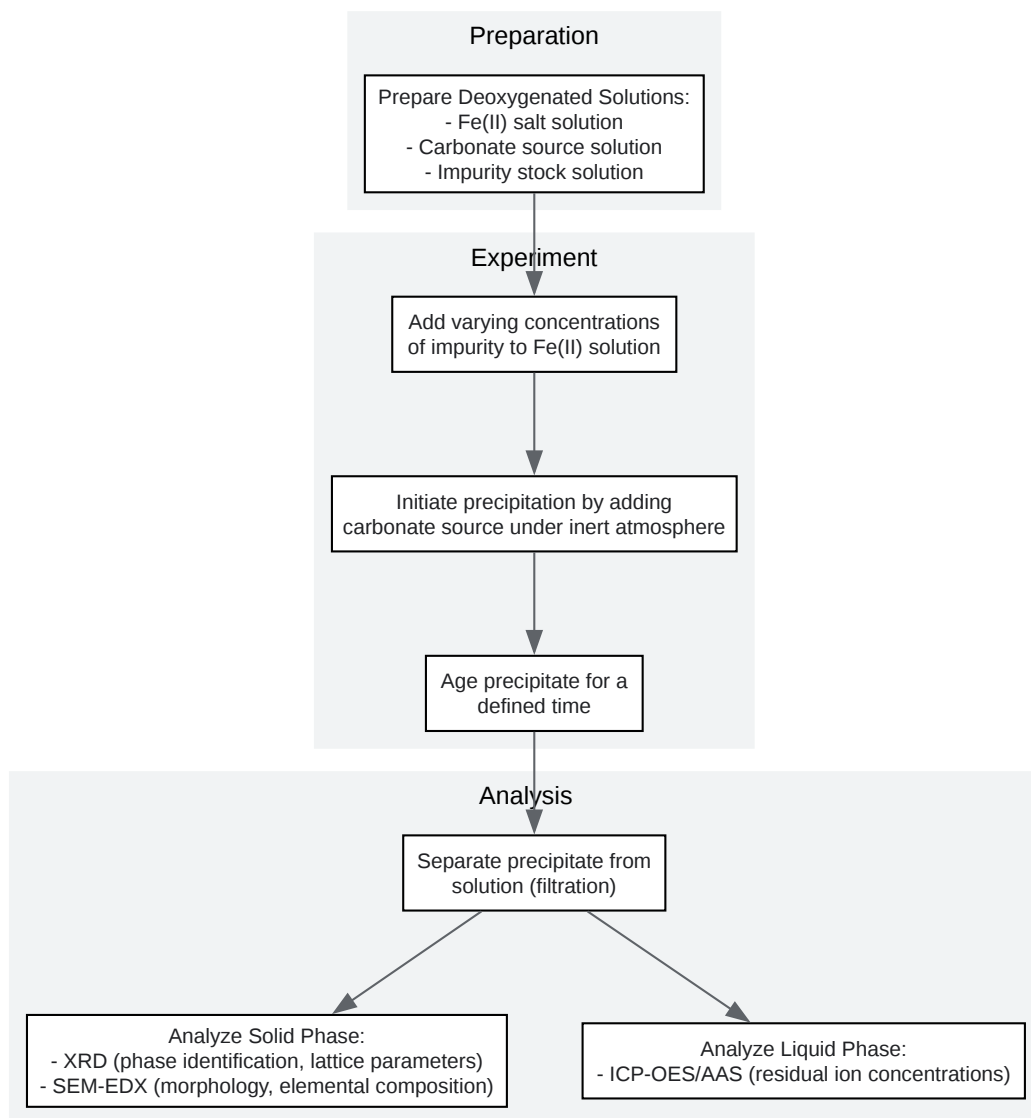 Preparation
Prepare Deoxygenated Solutions:
- Fe(II) salt solution
- Carbonate source solution
- Impurity stock solution
Experiment
Add varying concentrations
of impurity to Fe(II) solution
Initiate precipitation by adding
carbonate source under inert atmosphere
Age precipitate for a
defined time
Analysis
Separate precipitate from
solution (filtration)
Analyze Solid Phase:
- XRD (phase identification, lattice parameters)
- SEM-EDX (morphology, elemental composition)
Analyze Liquid Phase:
- ICP-OES/AAS (residual ion concentrations)